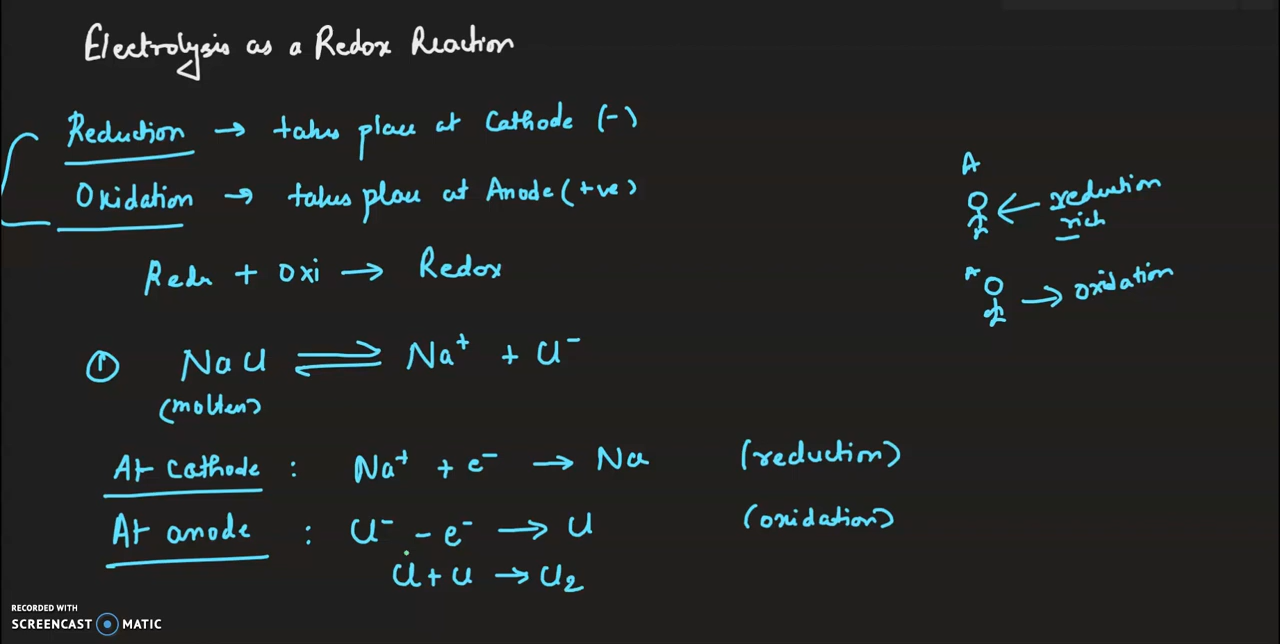 Electrolysis as a Redox Reaction
Reduction → takes place at Cathode (-)
Oxidation → takes place at Anode (+ve)
Redn + Oxi → Redox
A
reduction
rich
A
oxidation
① NaCl ⇌ Na⁺ + Cl⁻
(molten)
At cathode : Na⁺ + e⁻ → Na (reduction)
At anode : Cl⁻ - e⁻ → Cl (oxidation)
Cl + Cl → Cl₂
RECORDED WITH
SCREENCAST MATIC